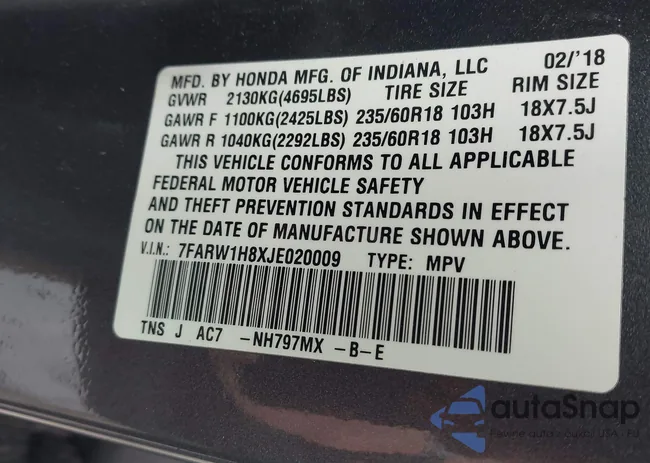 MFD. BY HONDA MFG. OF INDIANA, LLC 02/'18
GVWR 2130KG(4695LBS) TIRE SIZE RIM SIZE
GAWR F 1100KG(2425LBS) 235/60R18 103H 18X7.5J
GAWR R 1040KG(2292LBS) 235/60R18 103H 18X7.5J
THIS VEHICLE CONFORMS TO ALL APPLICABLE
FEDERAL MOTOR VEHICLE SAFETY
AND THEFT PREVENTION STANDARDS IN EFFECT
ON THE DATE OF MANUFACTURE SHOWN ABOVE.
V.I.N.: 7FARW1H8XJE020009 TYPE: MPV
TNS J AC7 -NH797MX -B-E
autaSnap